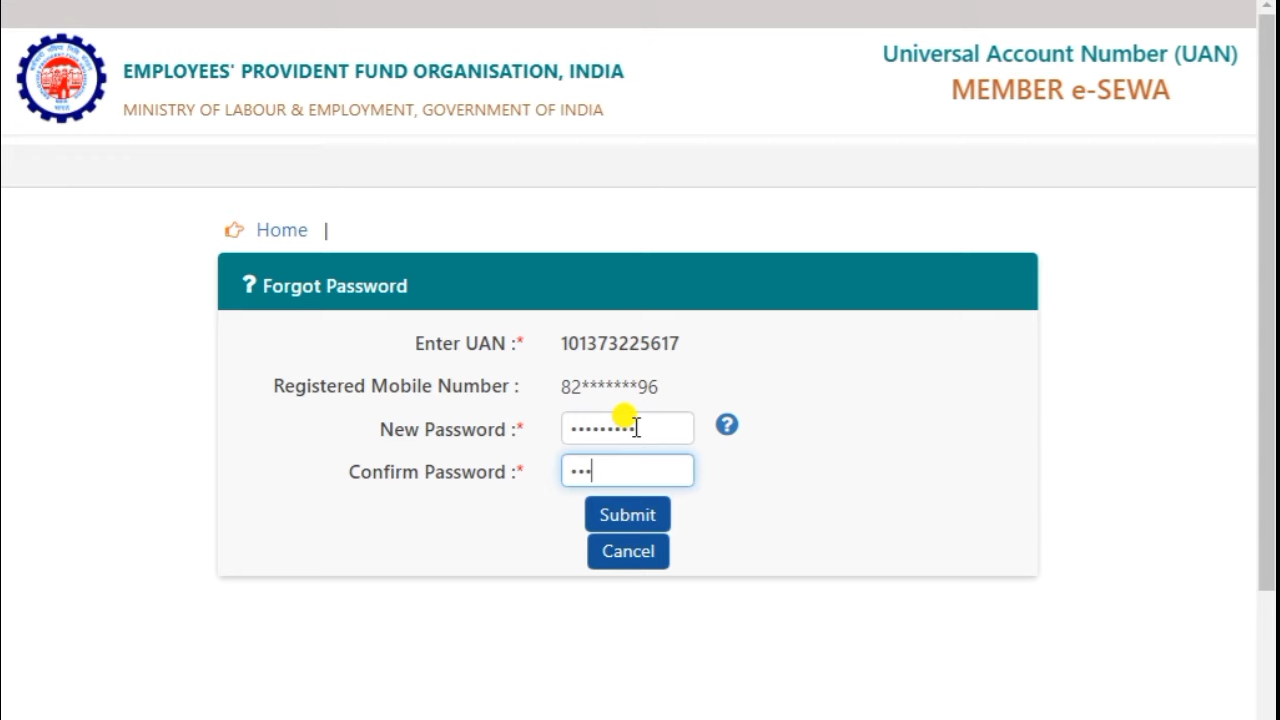 EMPLOYEES' PROVIDENT FUND ORGANISATION, INDIA
MINISTRY OF LABOUR & EMPLOYMENT, GOVERNMENT OF INDIA
Universal Account Number (UAN)
MEMBER e-SEWA
Home |
? Forgot Password
Enter UAN :* 101373225617
Registered Mobile Number : 82*******96
New Password :* ••••••••• ?
Confirm Password :* •••
Submit
Cancel